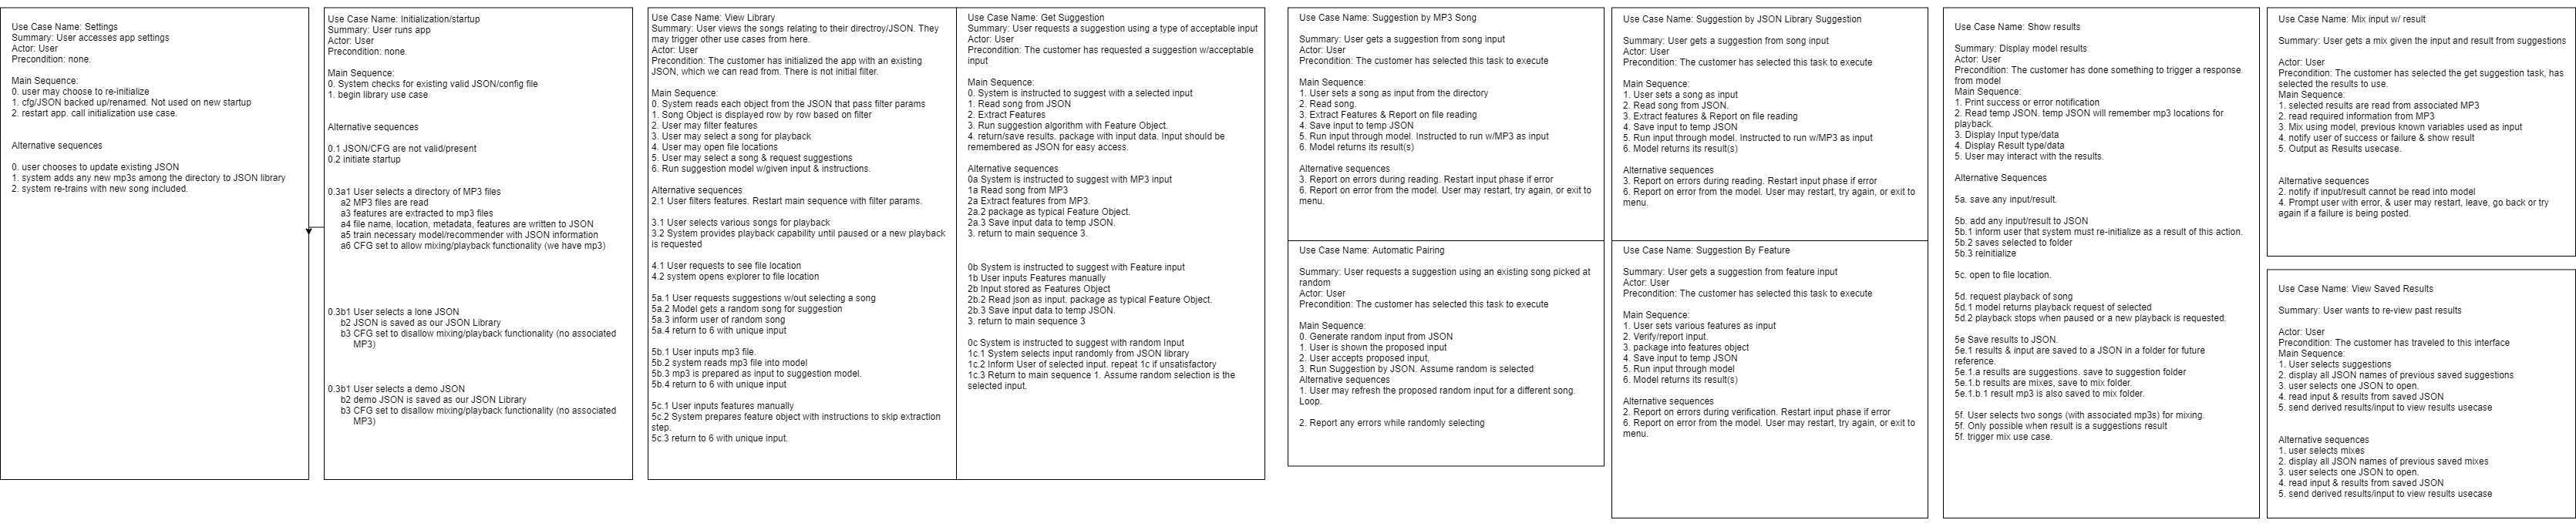 Use Case Name: Settings
Summary: User accesses app settings
Actor: User
Precondition: none.
Main Sequence:
0. user may choose to re-initialize
1. cfg/JSON backed up/renamed. Not used on new startup
2. restart app. call initialization use case.
Alternative sequences
0. user chooses to update existing JSON
1. system adds any new mp3s among the directory to JSON library
2. system re-trains with new song included.
Use Case Name: Initialization/startup
Summary: User runs app
Actor: User
Precondition: none.
Main Sequence:
0. System checks for existing valid JSON/config file
1. begin library use case
Alternative sequences
0.1 JSON/CFG are not valid/present
0.2 initiate startup
0.3a1 User selects a directory of MP3 files
a2 MP3 files are read
a3 features are extracted to mp3 files
a4 file name, location, metadata, features are written to JSON
a5 train necessary model/recommender with JSON information
a6 CFG set to allow mixing/playback functionality (we have mp3)
0.3b1 User selects a lone JSON
b2 JSON is saved as our JSON Library
b3 CFG set to disallow mixing/playback functionality (no associated
MP3)
0.3b1 User selects a demo JSON
b2 demo JSON is saved as our JSON Library
b3 CFG set to disallow mixing/playback functionality (no associated
MP3)
Use Case Name: View Library
Summary: User views the songs relating to their directroy/JSON. They
may trigger other use cases from here.
Actor: User
Precondition: The customer has initialized the app with an existing
JSON, which we can read from. There is not initial filter.
Main Sequence:
0. System reads each object from the JSON that pass filter params
1. Song Object is displayed row by row based on filter
2. User may filter features
3. User may select a song for playback
4. User may open file locations
5. User may select a song & request suggestions
6. Run suggestion model w/given input & instructions.
Alternative sequences
2.1 User filters features. Restart main sequence with filter params.
3.1 User selects various songs for playback
3.2 System provides playback capability until paused or a new playback
is requested
4.1 User requests to see file location
4.2 system opens explorer to file location
5a.1 User requests suggestions w/out selecting a song
5a.2 Model gets a random song for suggestion
5a.3 inform user of random song
5a.4 return to 6 with unique input
5b.1 User inputs mp3 file.
5b.2 system reads mp3 file into model
5b.3 mp3 is prepared as input to suggestion model.
5b.4 return to 6 with unique input
5c.1 User inputs features manually
5c.2 System prepares feature object with instructions to skip extraction
step.
5c.3 return to 6 with unique input.
Use Case Name: Get Suggestion
Summary: User requests a suggestion using a type of acceptable input
Actor: User
Precondition: The customer has requested a suggestion w/acceptable
input
Main Sequence:
0. System is instructed to suggest with a selected input
1. Read song from JSON
2. Extract Features
3. Run suggestion algorithm with Feature Object.
4. return/save results. package with input data. Input should be
remembered as JSON for easy access.
Alternative sequences
0a System is instructed to suggest with MP3 input
1a Read song from MP3
2a Extract features from MP3.
2a.2 package as typical Feature Object.
2a.3 Save input data to temp JSON.
3. return to main sequence 3.
0b System is instructed to suggest with Feature input
1b User inputs Features manually
2b Input stored as Features Object
2b.2 Read json as input. package as typical Feature Object.
2b.3 Save input data to temp JSON.
3. return to main sequence 3
0c System is instructed to suggest with random Input
1c.1 System selects input randomly from JSON library
1c.2 Inform User of selected input. repeat 1c if unsatisfactory
1c.3 Return to main sequence 1. Assume random selection is the
selected input.
Use Case Name: Suggestion by MP3 Song
Summary: User gets a suggestion from song input
Actor: User
Precondition: The customer has selected this task to execute
Main Sequence:
1. User sets a song as input from the directory
2. Read song.
3. Extract Features & Report on file reading
4. Save input to temp JSON
5. Run input through model. Instructed to run w/MP3 as input
6. Model returns its result(s)
Alternative sequences
3. Report on errors during reading. Restart input phase if error
6. Report on error from the model. User may restart, try again, or exit to
menu.
Use Case Name: Automatic Pairing
Summary: User requests a suggestion using an existing song picked at
random
Actor: User
Precondition: The customer has selected this task to execute
Main Sequence:
0. Generate random input from JSON
1. User is shown the proposed input
2. User accepts proposed input,
3. Run Suggestion by JSON. Assume random is selected
Alternative sequences
1. User may refresh the proposed random input for a different song.
Loop.
2. Report any errors while randomly selecting
Use Case Name: Suggestion by JSON Library Suggestion
Summary: User gets a suggestion from song input
Actor: User
Precondition: The customer has selected this task to execute
Main Sequence:
1. User sets a song as input
2. Read song from JSON.
3. Extract features & Report on file reading
4. Save input to temp JSON
5. Run input through model. Instructed to run w/MP3 as input
6. Model returns its result(s)
Alternative sequences
3. Report on errors during reading. Restart input phase if error
6. Report on error from the model. User may restart, try again, or exit to
menu.
Use Case Name: Suggestion By Feature
Summary: User gets a suggestion from feature input
Actor: User
Precondition: The customer has selected this task to execute
Main Sequence:
1. User sets various features as input
2. Verify/report input.
3. package into features object
4. Save input to temp JSON
5. Run input through model
6. Model returns its result(s)
Alternative sequences
2. Report on errors during verification. Restart input phase if error
6. Report on error from the model. User may restart, try again, or exit to
menu.
Use Case Name: Show results
Summary: Display model results
Actor: User
Precondition: The customer has done something to trigger a response
from model
Main Sequence:
1. Print success or error notification
2. Read temp JSON. temp JSON will remember mp3 locations for
playback.
3. Display Input type/data
4. Display Result type/data
5. User may interact with the results.
Alternative Sequences
5a. save any input/result.
5b. add any input/result to JSON
5b.1 inform user that system must re-initialize as a result of this action.
5b.2 saves selected to folder
5b.3 reinitialize
5c. open to file location.
5d. request playback of song
5d.1 model returns playback request of selected
5d.2 playback stops when paused or a new playback is requested.
5e Save results to JSON.
5e.1 results & input are saved to a JSON in a folder for future
reference.
5e.1.a results are suggestions. save to suggestion folder
5e.1.b results are mixes, save to mix folder.
5e.1.b.1 result mp3 is also saved to mix folder.
5f. User selects two songs (with associated mp3s) for mixing.
5f. Only possible when result is a suggestions result
5f. trigger mix use case.
Use Case Name: Mix input w/ result
Summary: User gets a mix given the input and result from suggestions
Actor: User
Precondition: The customer has selected the get suggestion task, has
selected the results to use.
Main Sequence:
1. selected results are read from associated MP3
2. read required information from MP3
3. Mix using model, previous known variables used as input
4. notify user of success or failure & show result
5. Output as Results usecase.
Alternative sequences
2. notify if input/result cannot be read into model
4. Prompt user with error, & user may restart, leave, go back or try
again if a failure is being posted.
Use Case Name: View Saved Results
Summary: User wants to re-view past results
Actor: User
Precondition: The customer has traveled to this interface
Main Sequence:
1. User selects suggestions
2. display all JSON names of previous saved suggestions
3. user selects one JSON to open.
4. read input & results from saved JSON
5. send derived results/input to view results usecase
Alternative sequences
1. user selects mixes
2. display all JSON names of previous saved mixes
3. user selects one JSON to open.
4. read input & results from saved JSON
5. send derived results/input to view results usecase